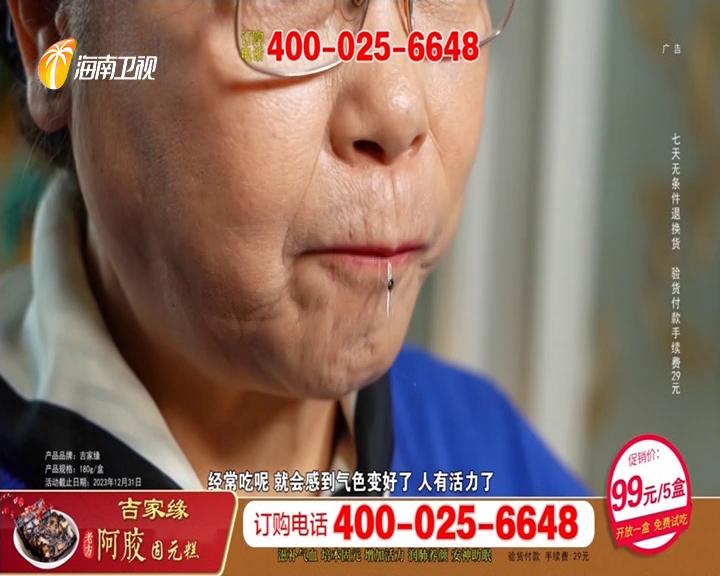 海南卫视
订购电话
400-025-6648
广告
七天无条件退换货 验货付款手续费29元
产品品牌：吉家缘
产品规格：180g/盒
活动截止日期：2023年12月31日
经常吃呢 就会感到气色变好了 人有活力了
促销价：
99元/5盒
开放一盒 免费试吃
吉家缘
老方
阿胶固元糕
订购电话 400-025-6648
滋补气血 培本固元 增加活力 润肺养颜 安神助眠
验货付款 手续费:29元